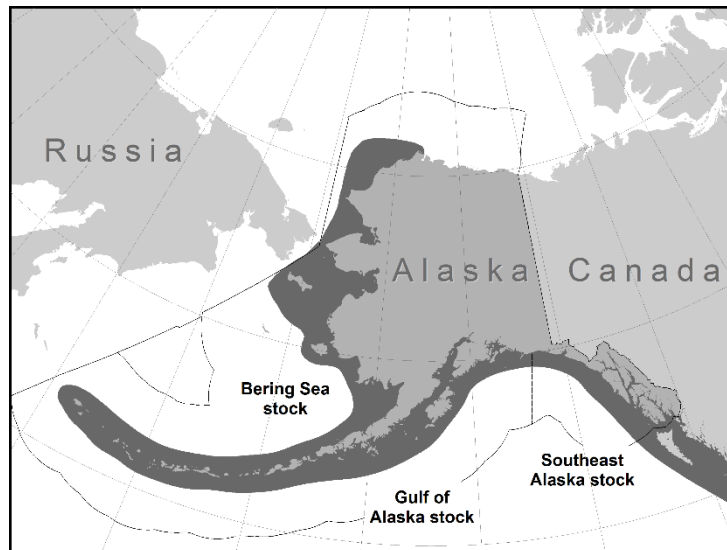 Russia
Alaska
Canada
Bering Sea
stock
Southeast
Alaska stock
Gulf of
Alaska stock